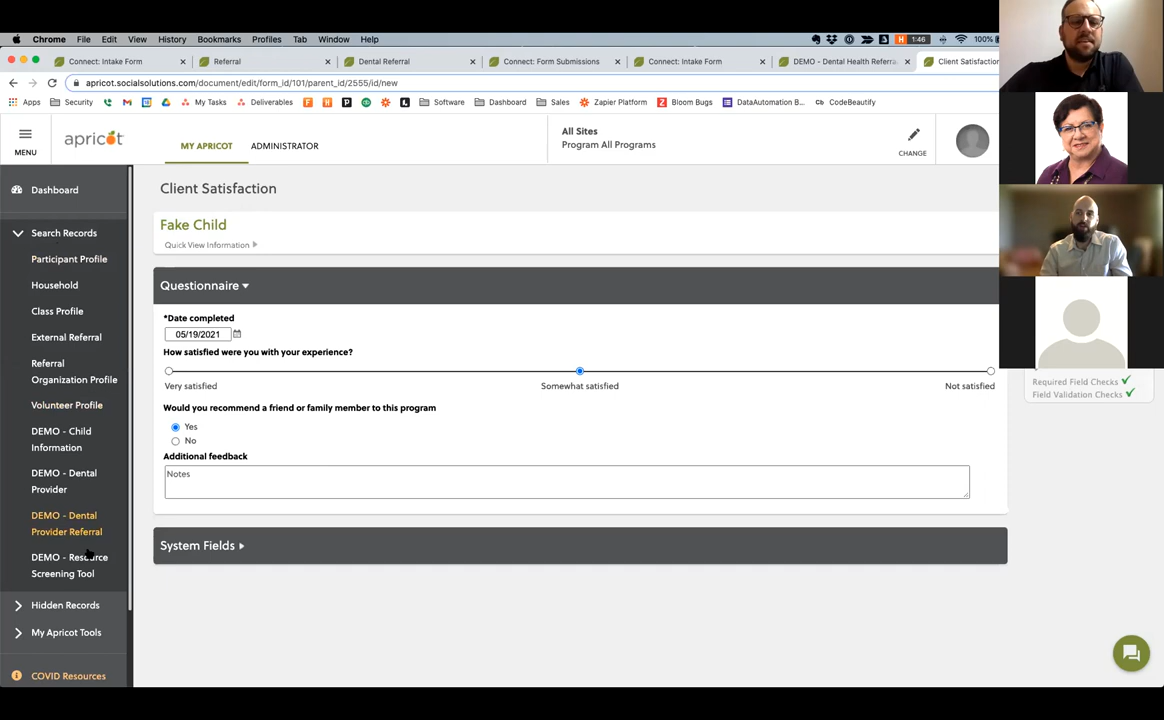 Chrome File Edit View History Bookmarks Profiles Tab Window Help 1:46 100%
Connect: Intake Form × Referral × Dental Referral × Connect: Form Submissions × Connect: Intake Form × DEMO - Dental Health Referra × Client Satisfaction
apricot.socialsolutions.com/document/edit/form_id/101/parent_id/2555/id/new
Apps Security My Tasks Deliverables Software Dashboard Sales Zapier Platform Bloom Bugs DataAutomation B... CodeBeautify
MENU
apricot
MY APRICOT
ADMINISTRATOR
All Sites
Program All Programs
CHANGE
Dashboard
Search Records
Participant Profile
Household
Class Profile
External Referral
Referral
Organization Profile
Volunteer Profile
DEMO - Child
Information
DEMO - Dental
Provider
DEMO - Dental
Provider Referral
DEMO - Resource
Screening Tool
Hidden Records
My Apricot Tools
COVID Resources
Client Satisfaction
Fake Child
Quick View Information
Questionnaire
*Date completed
05/19/2021
How satisfied were you with your experience?
Very satisfied Somewhat satisfied Not satisfied
Would you recommend a friend or family member to this program
Yes
No
Additional feedback
Notes
System Fields
Required Field Checks
Field Validation Checks